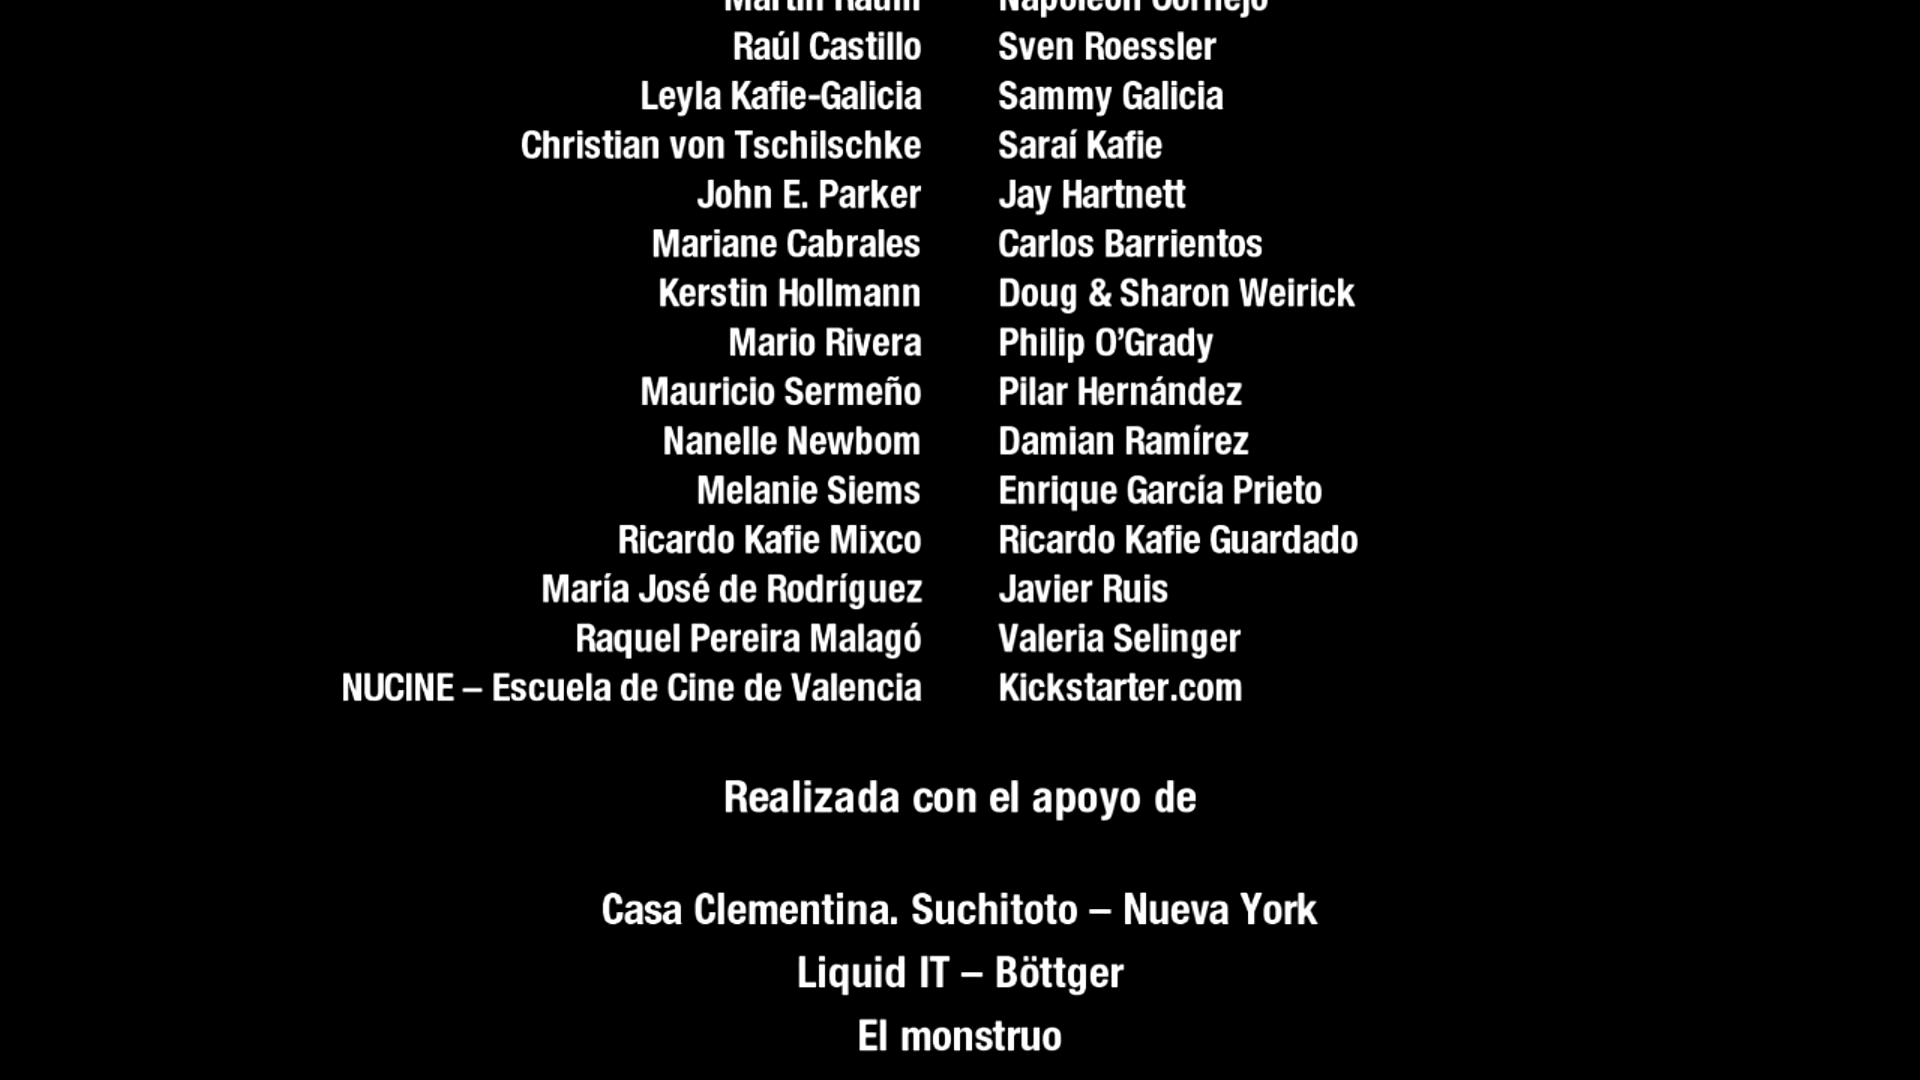 Napoleón Cornejo
Raúl Castillo Sven Roessler
Leyla Kafie-Galicia Sammy Galicia
Christian von Tschilschke Saraí Kafie
John E. Parker Jay Hartnett
Mariane Cabrales Carlos Barrientos
Kerstin Hollmann Doug & Sharon Weirick
Mario Rivera Philip O’Grady
Mauricio Sermeño Pilar Hernández
Nanelle Newbom Damian Ramírez
Melanie Siems Enrique García Prieto
Ricardo Kafie Mixco Ricardo Kafie Guardado
María José de Rodríguez Javier Ruis
Raquel Pereira Malagó Valeria Selinger
NUCINE – Escuela de Cine de Valencia Kickstarter.com
Realizada con el apoyo de
Casa Clementina. Suchitoto – Nueva York
Liquid IT – Böttger
El monstruo